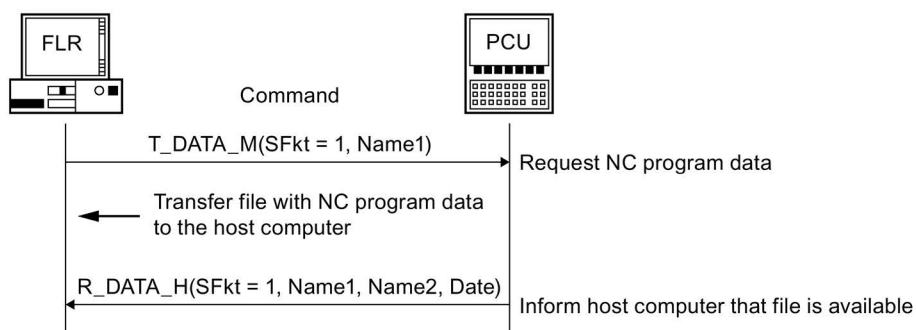 FLR
PCU
Command
T_DATA_M(SFkt = 1, Name1)
Request NC program data
Transfer file with NC program data
to the host computer
R_DATA_H(SFkt = 1, Name1, Name2, Date)
Inform host computer that file is available